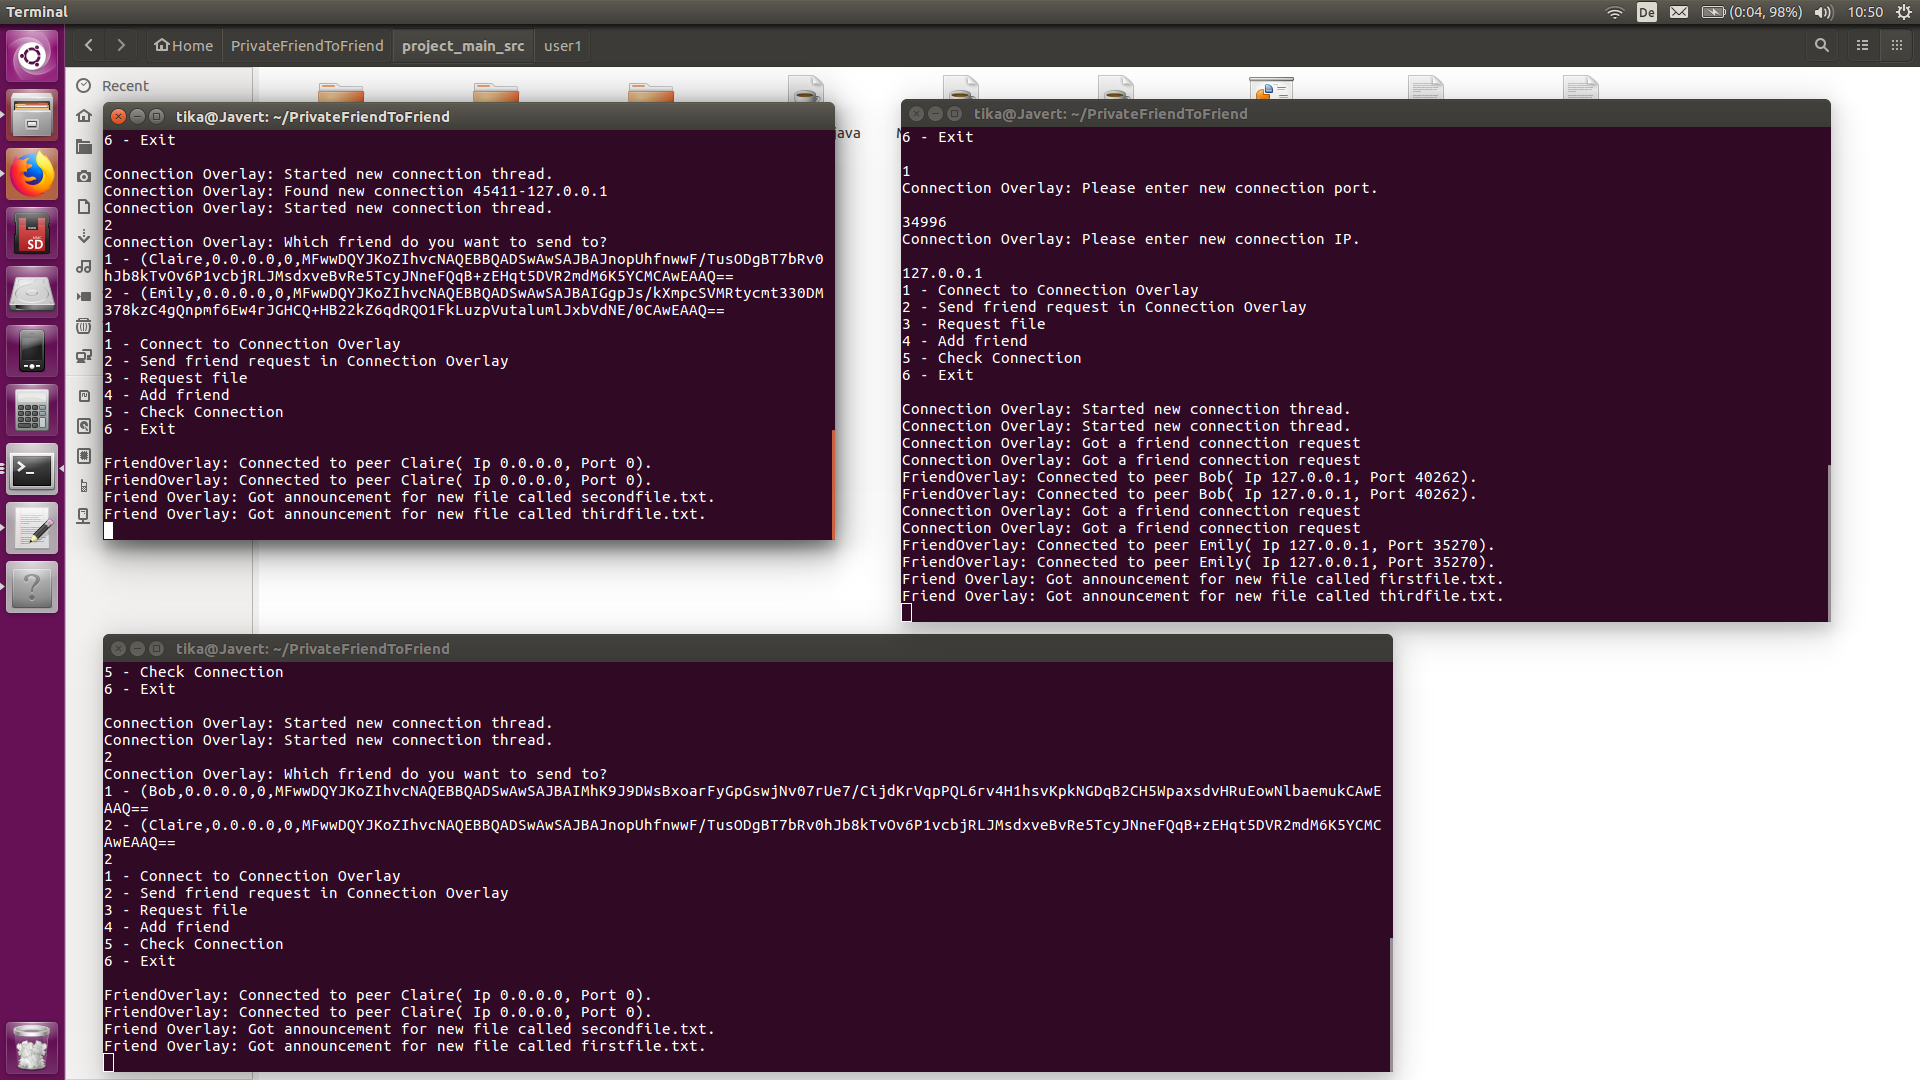 Terminal
De
(0:04, 98%)
10:50
Home
PrivateFriendToFriend
project_main_src
user1
Recent
java
SD
tika@Javert: ~/PrivateFriendToFriend
6 - Exit
Connection Overlay: Started new connection thread.
Connection Overlay: Found new connection 45411-127.0.0.1
Connection Overlay: Started new connection thread.
2
Connection Overlay: Which friend do you want to send to?
1 - (Claire,0.0.0.0,0,MFwwDQYJKoZIhvcNAQEBBQADSwAwSAJBAJnopUhfnwwF/TusODgBT7bRv0
hJb8kTvOv6P1vcbjRLJMsdxveBvRe5TcyJNneFQqB+zEHqt5DVR2mdM6K5YCMCAwEAAQ==
2 - (Emily,0.0.0.0,0,MFwwDQYJKoZIhvcNAQEBBQADSwAwSAJBAIGgpJs/kXmpcSVMRtycmt330DM
378kzC4gQnpmf6Ew4rJGHCQ+HB22kZ6qdRQO1FkLuzpVutalumlJxbVdNE/0CAwEAAQ==
1
1 - Connect to Connection Overlay
2 - Send friend request in Connection Overlay
3 - Request file
4 - Add friend
5 - Check Connection
6 - Exit
FriendOverlay: Connected to peer Claire( Ip 0.0.0.0, Port 0).
FriendOverlay: Connected to peer Claire( Ip 0.0.0.0, Port 0).
Friend Overlay: Got announcement for new file called secondfile.txt.
Friend Overlay: Got announcement for new file called thirdfile.txt.
tika@Javert: ~/PrivateFriendToFriend
6 - Exit
1
Connection Overlay: Please enter new connection port.
34996
Connection Overlay: Please enter new connection IP.
127.0.0.1
1 - Connect to Connection Overlay
2 - Send friend request in Connection Overlay
3 - Request file
4 - Add friend
5 - Check Connection
6 - Exit
Connection Overlay: Started new connection thread.
Connection Overlay: Started new connection thread.
Connection Overlay: Got a friend connection request
Connection Overlay: Got a friend connection request
FriendOverlay: Connected to peer Bob( Ip 127.0.0.1, Port 40262).
FriendOverlay: Connected to peer Bob( Ip 127.0.0.1, Port 40262).
Connection Overlay: Got a friend connection request
Connection Overlay: Got a friend connection request
FriendOverlay: Connected to peer Emily( Ip 127.0.0.1, Port 35270).
FriendOverlay: Connected to peer Emily( Ip 127.0.0.1, Port 35270).
Friend Overlay: Got announcement for new file called firstfile.txt.
Friend Overlay: Got announcement for new file called thirdfile.txt.
tika@Javert: ~/PrivateFriendToFriend
5 - Check Connection
6 - Exit
Connection Overlay: Started new connection thread.
Connection Overlay: Started new connection thread.
2
Connection Overlay: Which friend do you want to send to?
1 - (Bob,0.0.0.0,0,MFwwDQYJKoZIhvcNAQEBBQADSwAwSAJBAIMhK9J9DWsBxoarFyGpGswjNv07rUe7/CijdKrVqpPQL6rv4H1hsvKpkNGDqB2CH5WpaxsdvHRuEowNlbaemukCAwE
AAQ==
2 - (Claire,0.0.0.0,0,MFwwDQYJKoZIhvcNAQEBBQADSwAwSAJBAJnopUhfnwwF/TusODgBT7bRv0hJb8kTvOv6P1vcbjRLJMsdxveBvRe5TcyJNneFQqB+zEHqt5DVR2mdM6K5YCMC
AwEAAQ==
2
1 - Connect to Connection Overlay
2 - Send friend request in Connection Overlay
3 - Request file
4 - Add friend
5 - Check Connection
6 - Exit
FriendOverlay: Connected to peer Claire( Ip 0.0.0.0, Port 0).
FriendOverlay: Connected to peer Claire( Ip 0.0.0.0, Port 0).
Friend Overlay: Got announcement for new file called secondfile.txt.
Friend Overlay: Got announcement for new file called firstfile.txt.